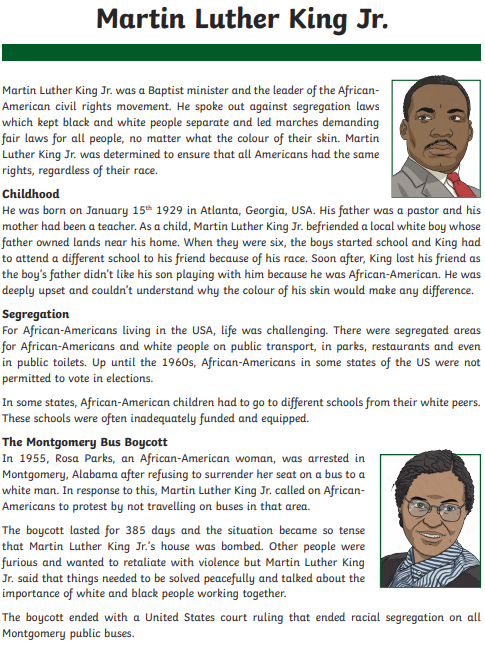 Martin Luther King Jr.
Martin Luther King Jr. was a Baptist minister and the leader of the African-
American civil rights movement. He spoke out against segregation laws
which kept black and white people separate and led marches demanding
fair laws for all people, no matter what the colour of their skin. Martin
Luther King Jr. was determined to ensure that all Americans had the same
rights, regardless of their race.
Childhood
He was born on January 15th 1929 in Atlanta, Georgia, USA. His father was a pastor and his
mother had been a teacher. As a child, Martin Luther King Jr. befriended a local white boy whose
father owned lands near his home. When they were six, the boys started school and King had
to attend a different school to his friend because of his race. Soon after, King lost his friend as
the boy's father didn't like his son playing with him because he was African-American. He was
deeply upset and couldn't understand why the colour of his skin would make any difference.
Segregation
For African-Americans living in the USA, life was challenging. There were segregated areas
for African-Americans and white people on public transport, in parks, restaurants and even
in public toilets. Up until the 1960s, African-Americans in some states of the US were not
permitted to vote in elections.
In some states, African-American children had to go to different schools from their white peers.
These schools were often inadequately funded and equipped.
The Montgomery Bus Boycott
In 1955, Rosa Parks, an African-American woman, was arrested in
Montgomery, Alabama after refusing to surrender her seat on a bus to a
white man. In response to this, Martin Luther King Jr. called on African-
Americans to protest by not travelling on buses in that area.
The boycott lasted for 385 days and the situation became so tense
that Martin Luther King Jr.'s house was bombed. Other people were
furious and wanted to retaliate with violence but Martin Luther King
Jr. said that things needed to be solved peacefully and talked about the
importance of white and black people working together.
The boycott ended with a United States court ruling that ended racial segregation on all
Montgomery public buses.